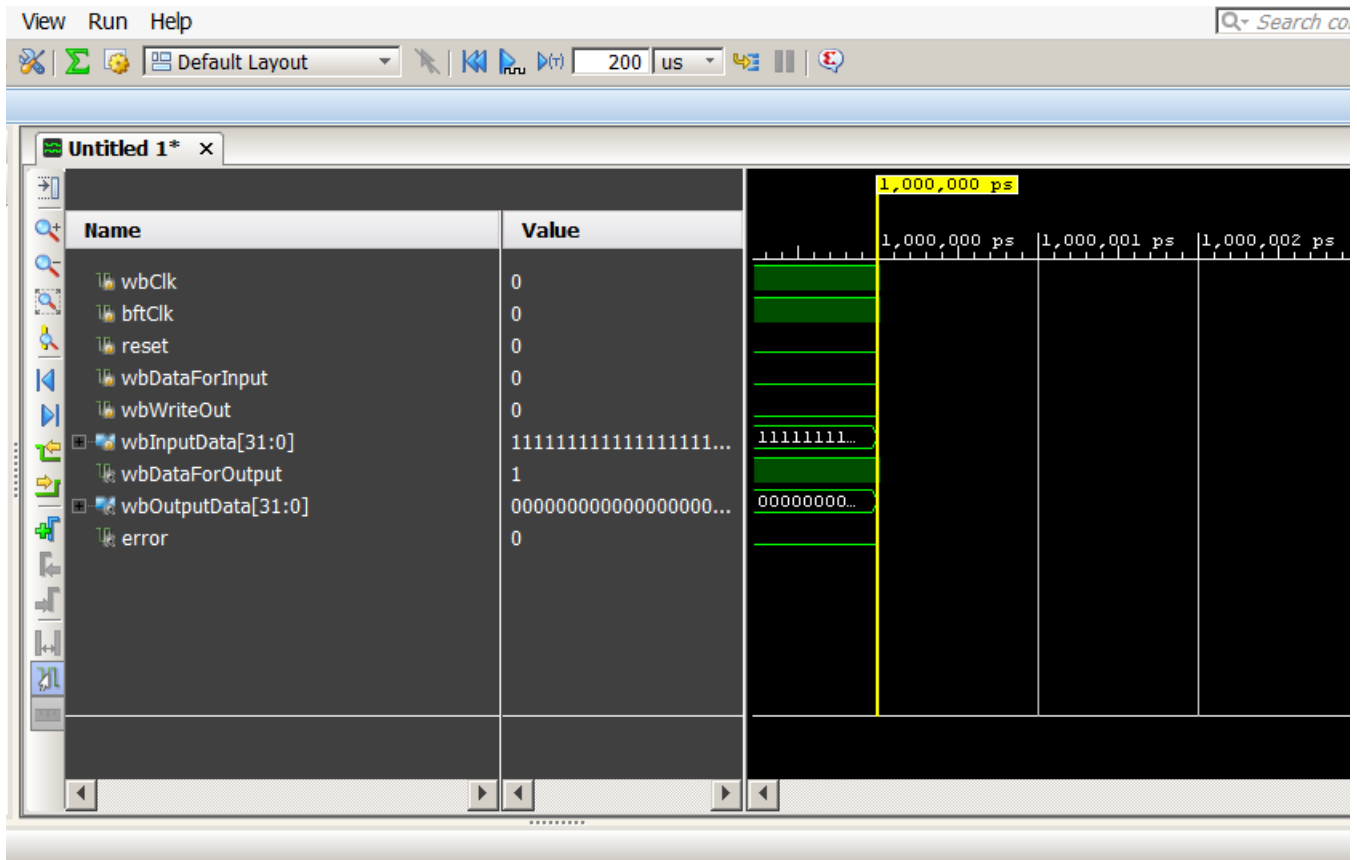 View Run Help
Search co
Default Layout 200 us
Untitled 1*
1,000,000 ps
Name Value
1,000,000 ps 1,000,001 ps 1,000,002 ps
wbClk 0
bftClk 0
reset 0
wbDataForInput 0
wbWriteOut 0
wbInputData[31:0] 1111111111111111111... 11111111…
wbDataForOutput 1
wbOutputData[31:0] 0000000000000000000... 00000000…
error 0